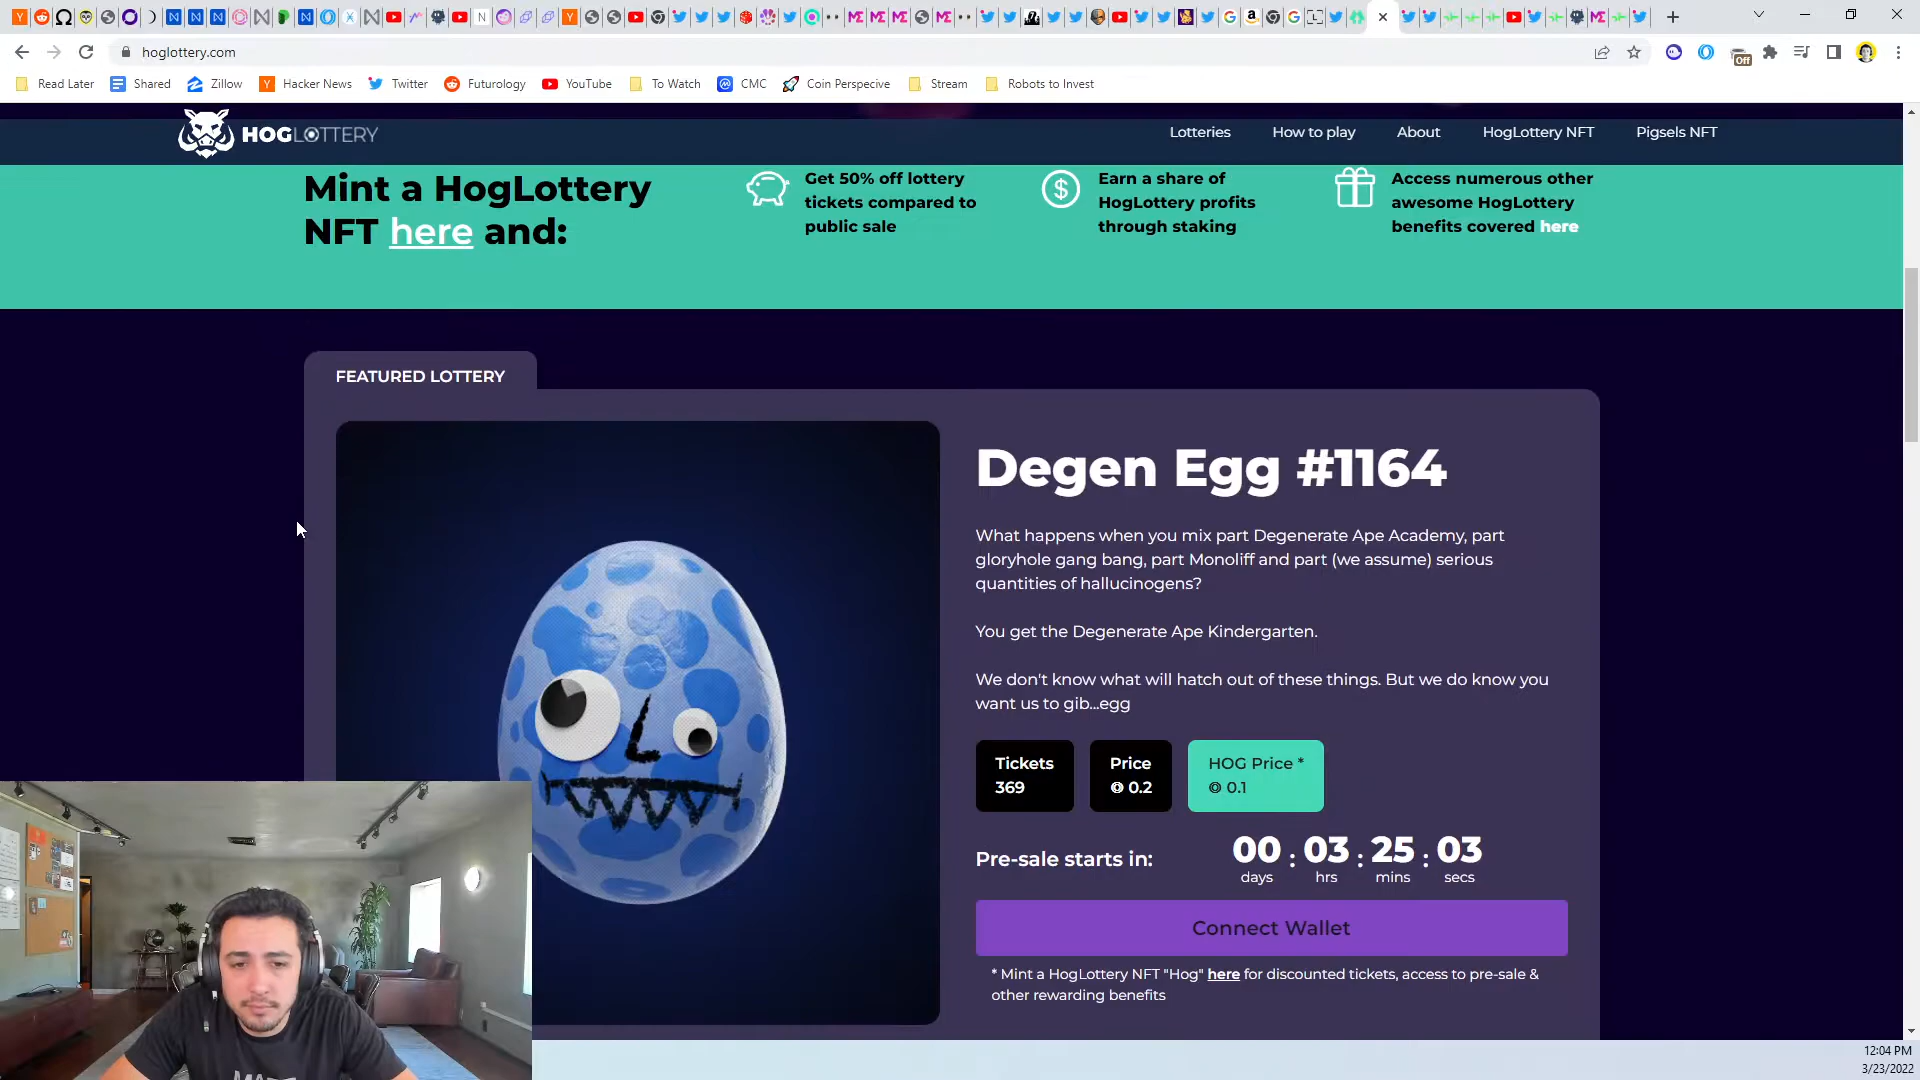 hoglottery.com
Read Later
Shared
Zillow
Hacker News
Twitter
Futurology
YouTube
To Watch
CMC
Coin Perspecive
Stream
Robots to Invest
Off
HOGLOTTERY
Lotteries
How to play
About
HogLottery NFT
Pigsels NFT
Mint a HogLottery
NFT here and:
Get 50% off lottery
tickets compared to
public sale
Earn a share of
HogLottery profits
through staking
Access numerous other
awesome HogLottery
benefits covered here
FEATURED LOTTERY
Degen Egg #1164
What happens when you mix part Degenerate Ape Academy, part
gloryhole gang bang, part Monoliff and part (we assume) serious
quantities of hallucinogens?
You get the Degenerate Ape Kindergarten.
We don't know what will hatch out of these things. But we do know you
want us to gib...egg
Tickets
369
Price
0.2
HOG Price *
0.1
Pre-sale starts in:
00 : 03 : 25 : 03
days hrs mins secs
Connect Wallet
* Mint a HogLottery NFT "Hog" here for discounted tickets, access to pre-sale &
other rewarding benefits
12:04 PM
3/23/2022